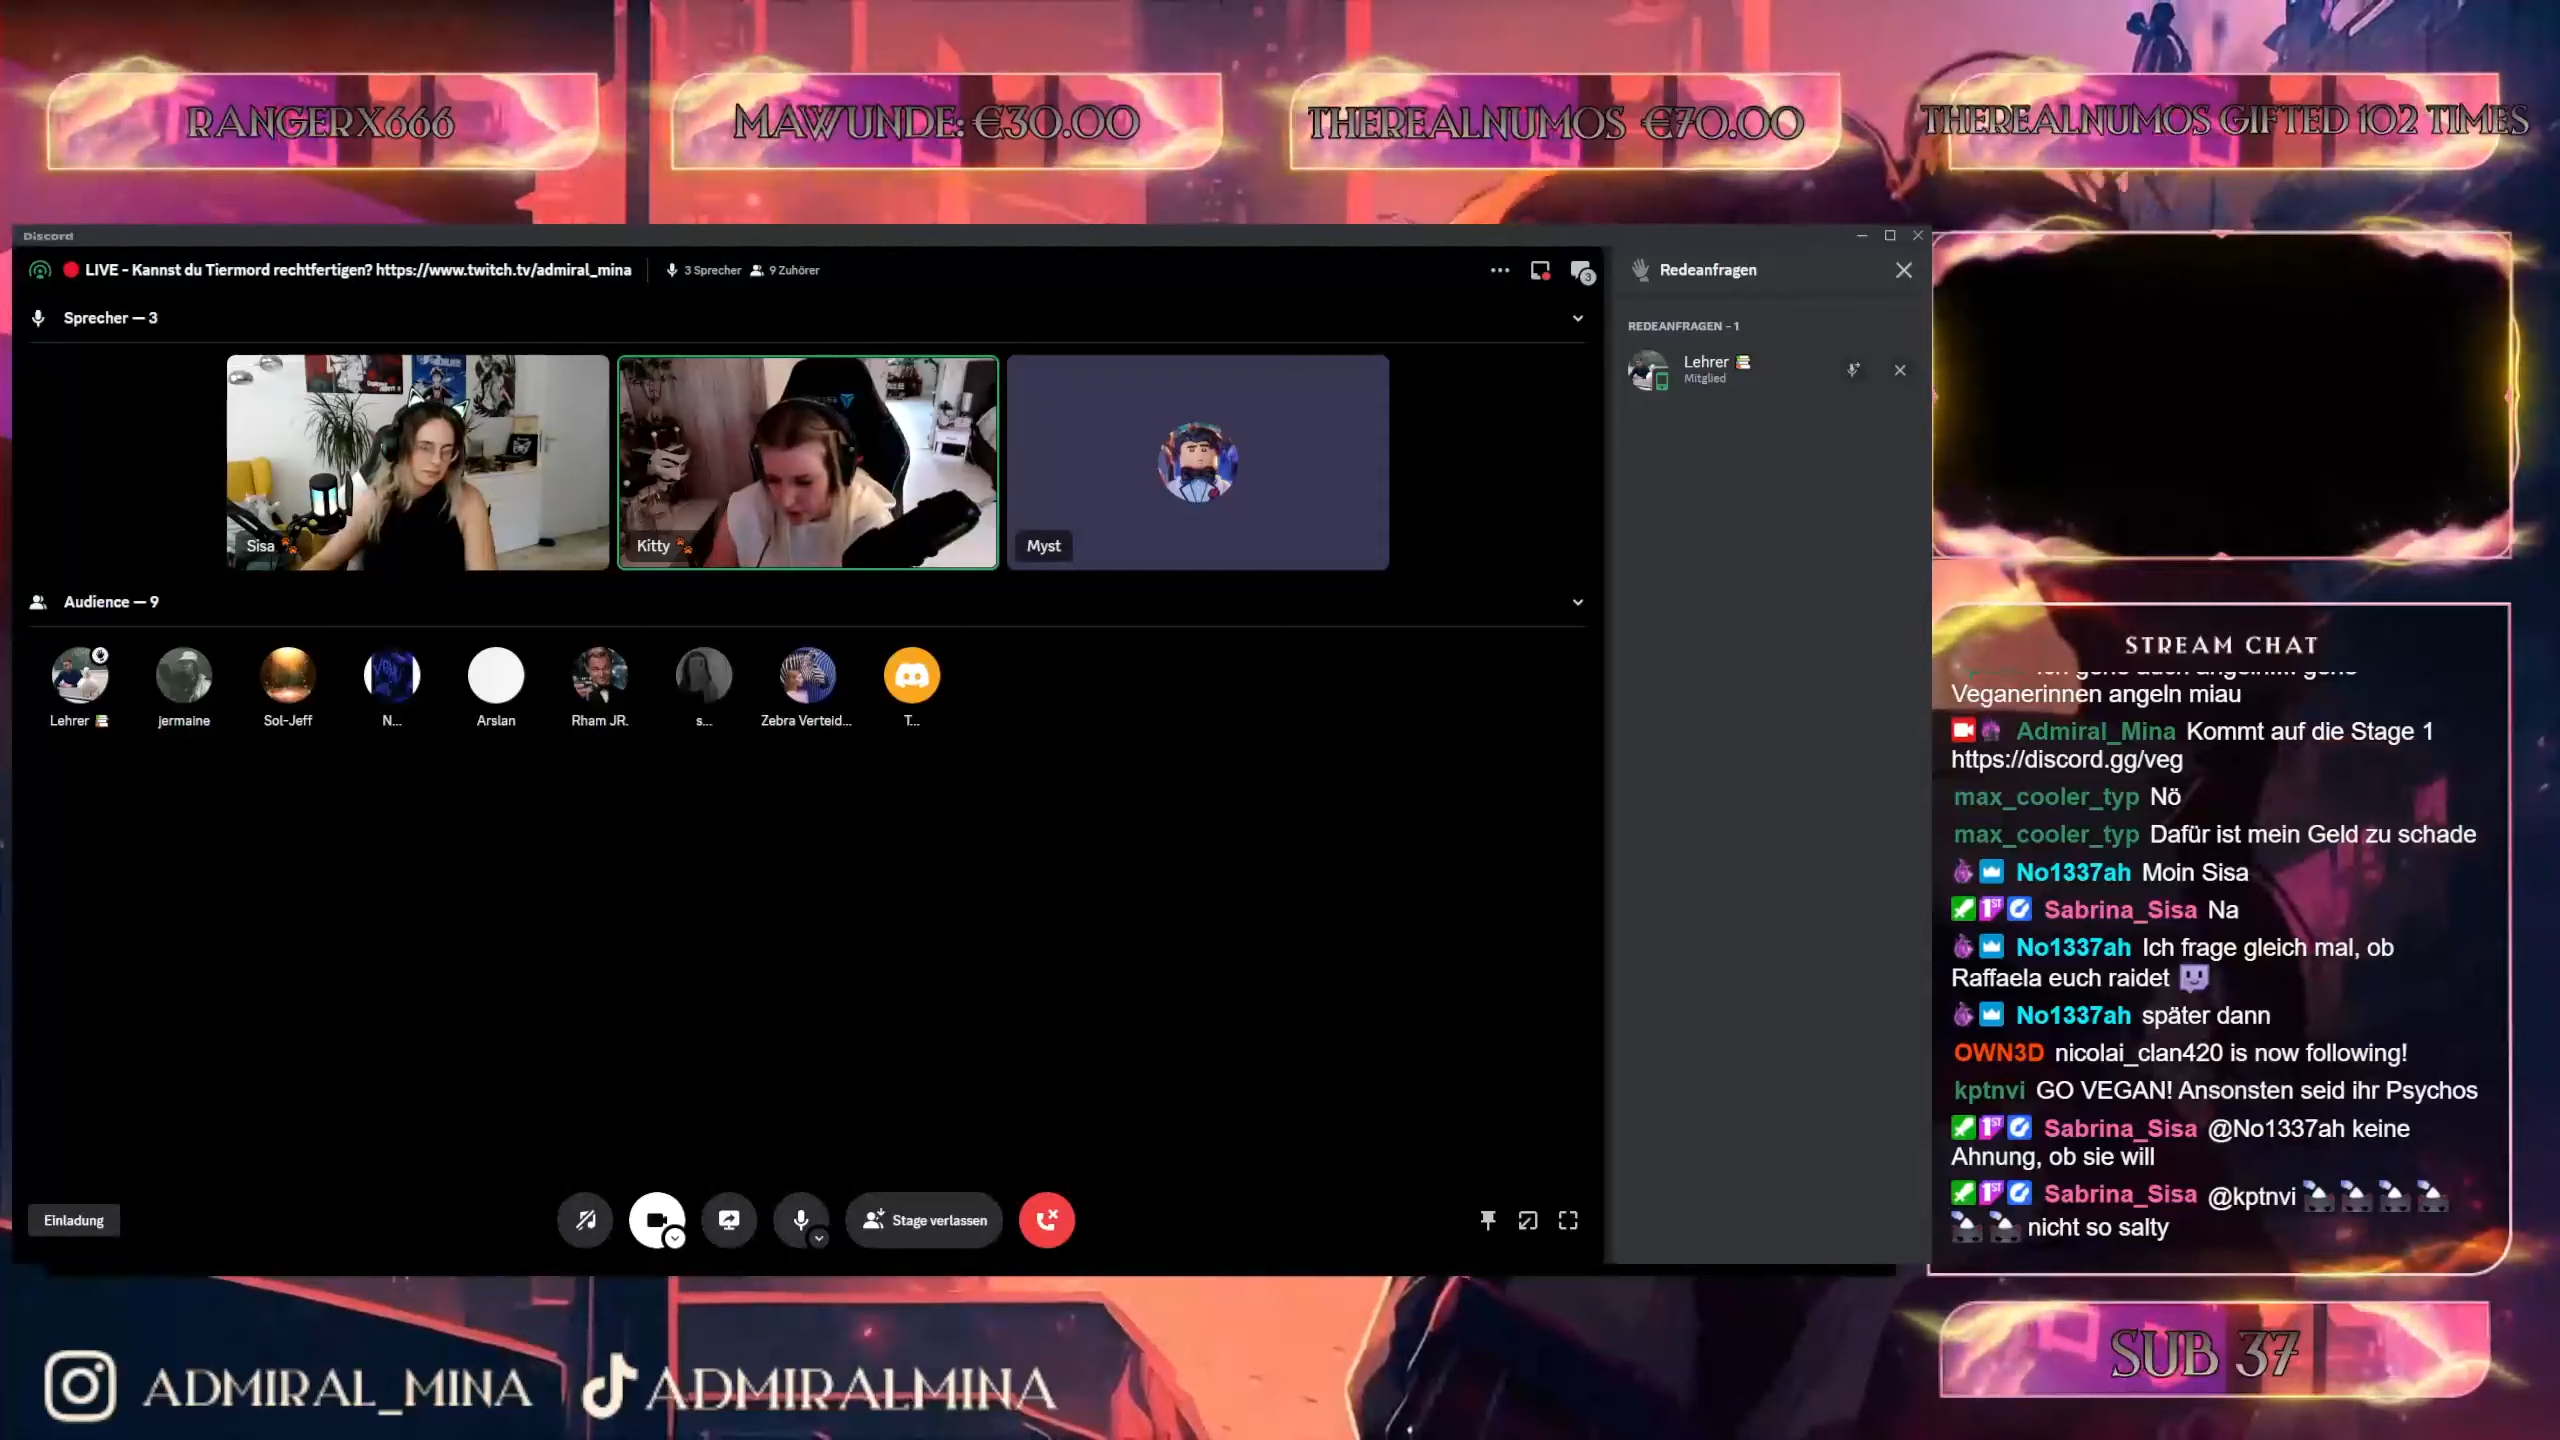 RANGERX666
MAWUNDE: €30.00
THEREALNUMOS €70.00
THEREALNUMOS GIFTED 102 TIMES
Discord
LIVE - Kannst du Tiermord rechtfertigen? https://www.twitch.tv/admiral_mina
3 Sprecher
9 Zuhörer
3
Sprecher — 3
Sisa
Kitty
Myst
Audience — 9
Lehrer
jermaine
Sol-Jeff
N...
Arslan
Rham JR.
s...
Zebra Verteid...
T...
Einladung
Stage verlassen
Redeanfragen
REDEANFRAGEN – 1
Lehrer
Mitglied
STREAM CHAT
Veganerinnen angeln miau
Admiral_Mina Kommt auf die Stage 1
https://discord.gg/veg
max_cooler_typ Nö
max_cooler_typ Dafür ist mein Geld zu schade
No1337ah Moin Sisa
1ST Sabrina_Sisa Na
No1337ah Ich frage gleich mal, ob
Raffaela euch raidet
No1337ah später dann
OWN3D nicolai_clan420 is now following!
kptnvi GO VEGAN! Ansonsten seid ihr Psychos
1ST Sabrina_Sisa @No1337ah keine
Ahnung, ob sie will
1ST Sabrina_Sisa @kptnvi
nicht so salty
ADMIRAL_MINA
ADMIRALMINA
SUB 37